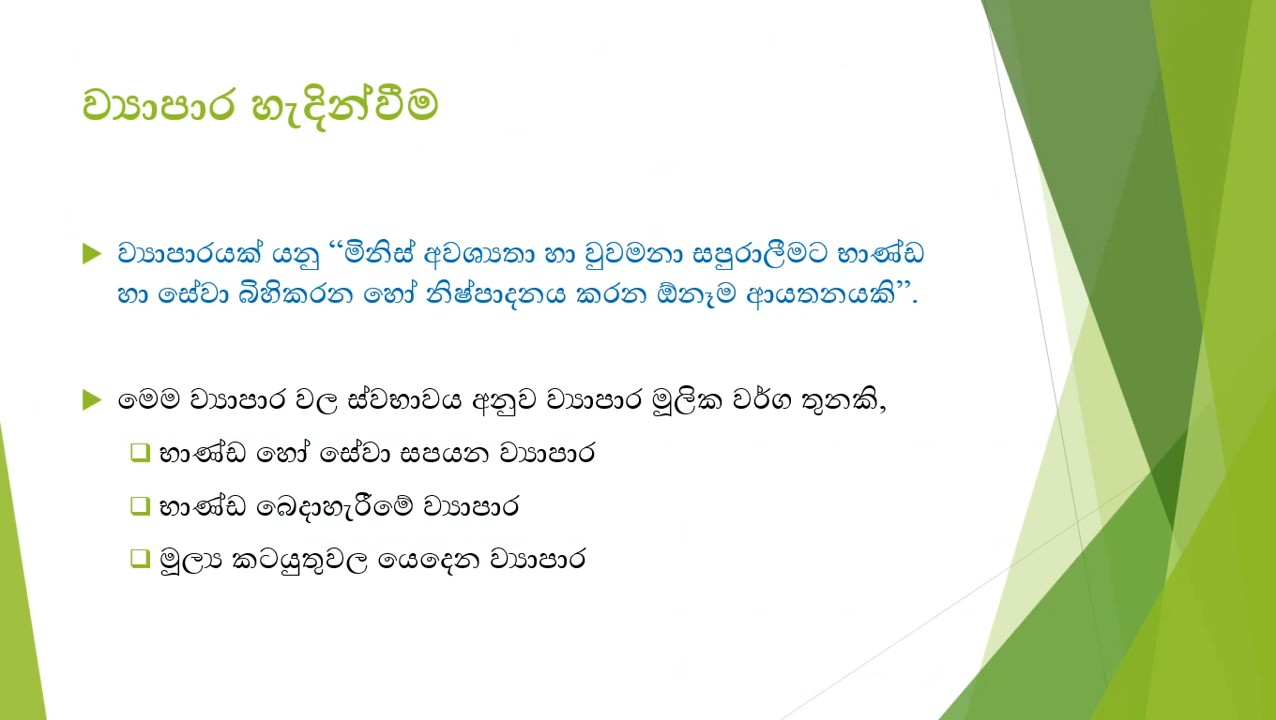 ව්‍යාපාර හැදින්වීම
ව්‍යාපාරයක් යනු “මිනිස් අවශ්‍යතා හා වුවමනා සපුරාලීමට භාණ්ඩ
හා සේවා බිහිකරන හෝ නිෂ්පාදනය කරන ඕනෑම ආයතනයකි”.
මෙම ව්‍යාපාර වල ස්වභාවය අනුව ව්‍යාපාර මූලික වර්ග තුනකි,
භාණ්ඩ හෝ සේවා සපයන ව්‍යාපාර
භාණ්ඩ බෙදාහැරීමේ ව්‍යාපාර
මූල්‍ය කටයුතුවල යෙදෙන ව්‍යාපාර